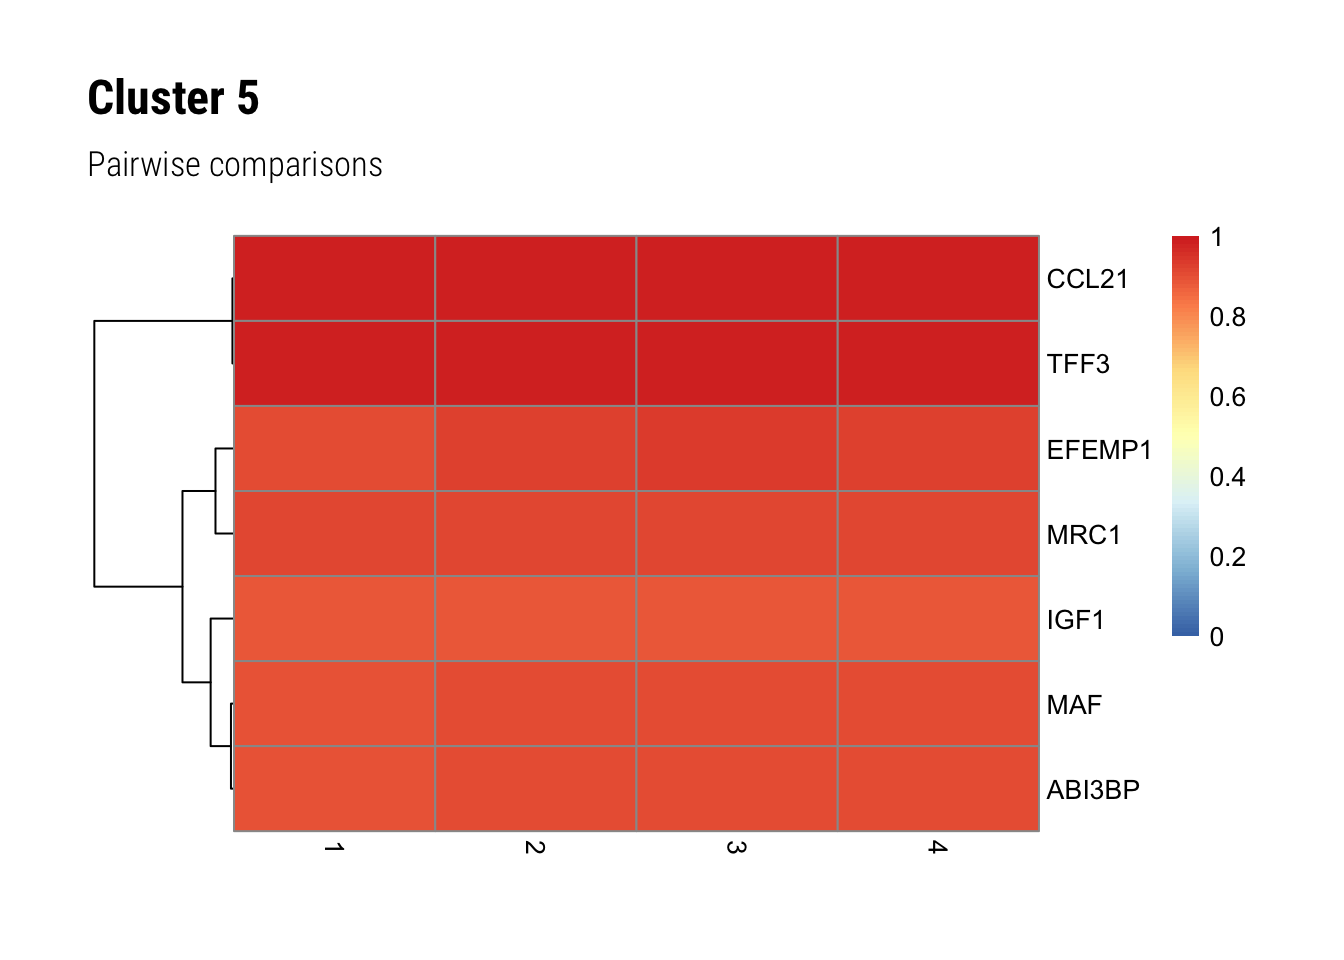 Cluster 5
Pairwise comparisons
CCL21
TFF3
EFEMP1
MRC1
IGF1
MAF
ABI3BP
1
2
3
4
1
0.8
0.6
0.4
0.2
0